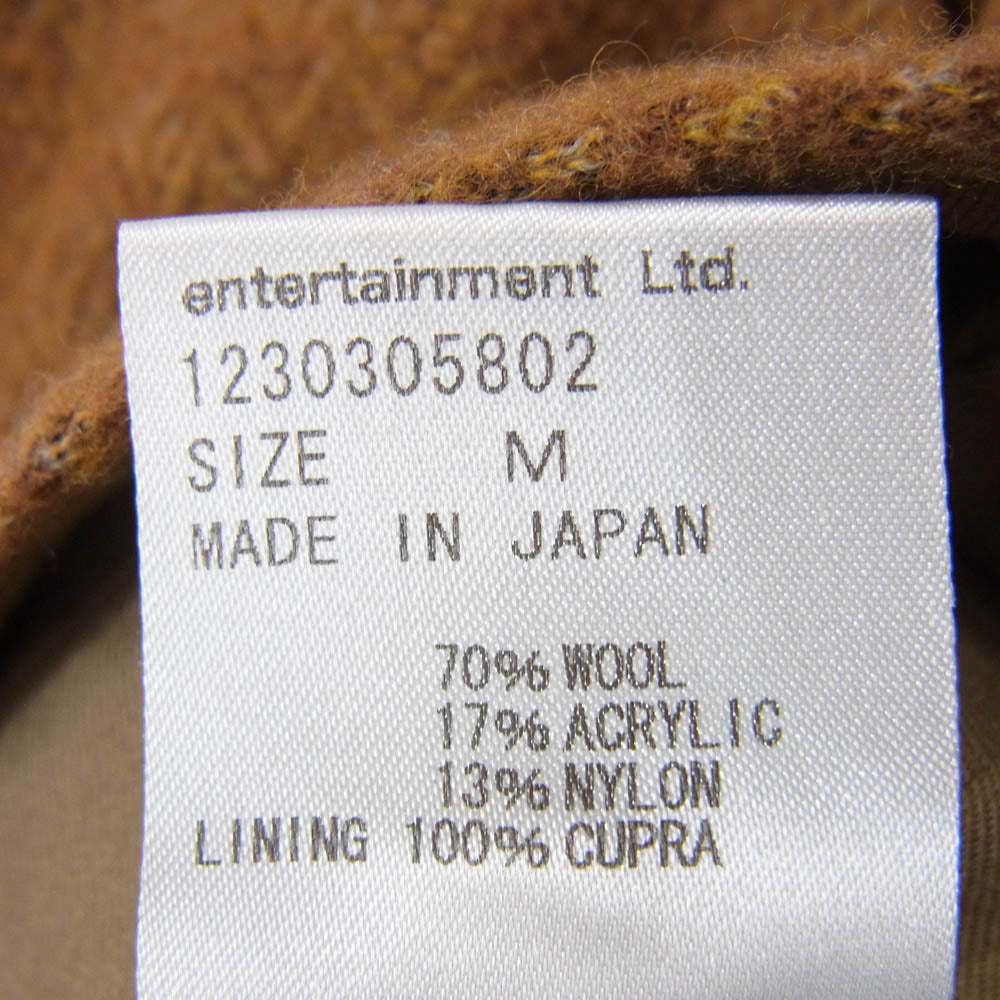 entertainment Ltd.
1230305802
SIZE M
MADE IN JAPAN
70% WOOL
17% ACRYLIC
13% NYLON
LINING 100% CUPRA